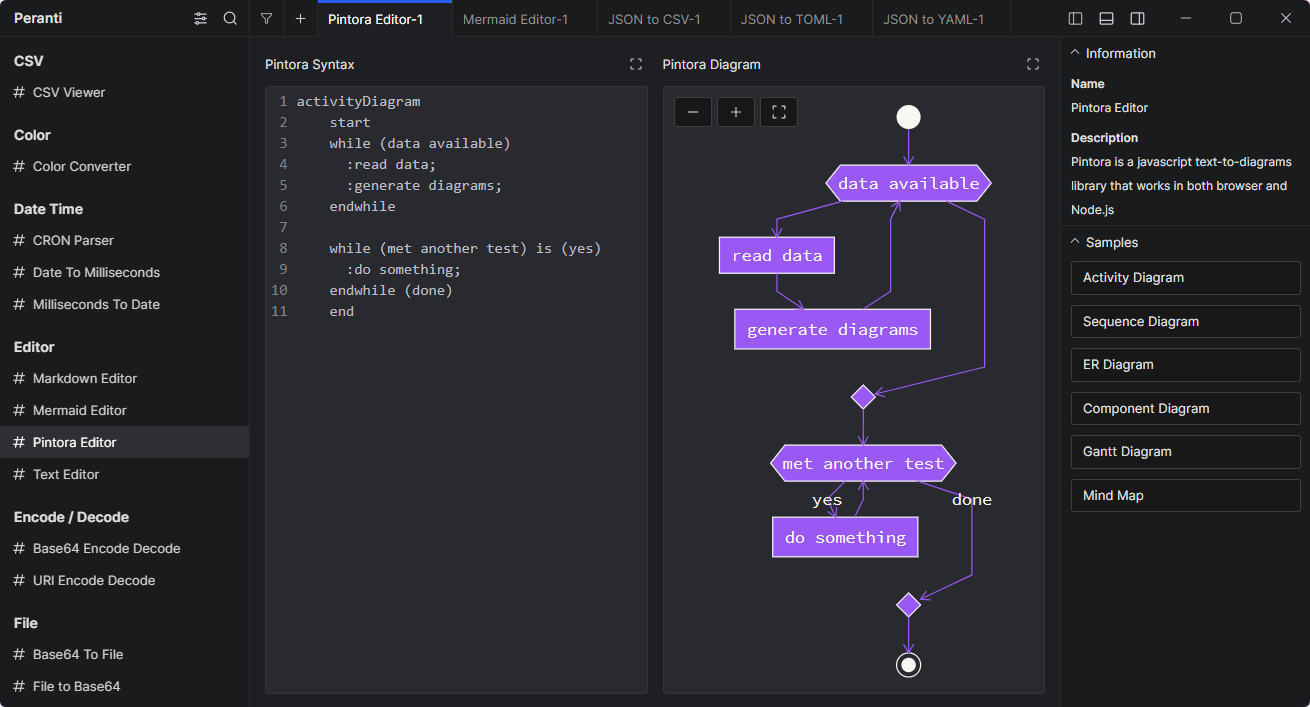 Peranti
Pintora Editor-1
Mermaid Editor-1
JSON to CSV-1
JSON to TOML-1
JSON to YAML-1
CSV
# CSV Viewer
Color
# Color Converter
Date Time
# CRON Parser
# Date To Milliseconds
# Milliseconds To Date
Editor
# Markdown Editor
# Mermaid Editor
# Pintora Editor
# Text Editor
Encode / Decode
# Base64 Encode Decode
# URI Encode Decode
File
# Base64 To File
# File to Base64
Pintora Syntax
1 activityDiagram
2 start
3 while (data available)
4 :read data;
5 :generate diagrams;
6 endwhile
7
8 while (met another test) is (yes)
9 :do something;
10 endwhile (done)
11 end
Pintora Diagram
data available
read data
generate diagrams
met another test
yes
done
do something
Information
Name
Pintora Editor
Description
Pintora is a javascript text-to-diagrams
library that works in both browser and
Node.js
Samples
Activity Diagram
Sequence Diagram
ER Diagram
Component Diagram
Gantt Diagram
Mind Map